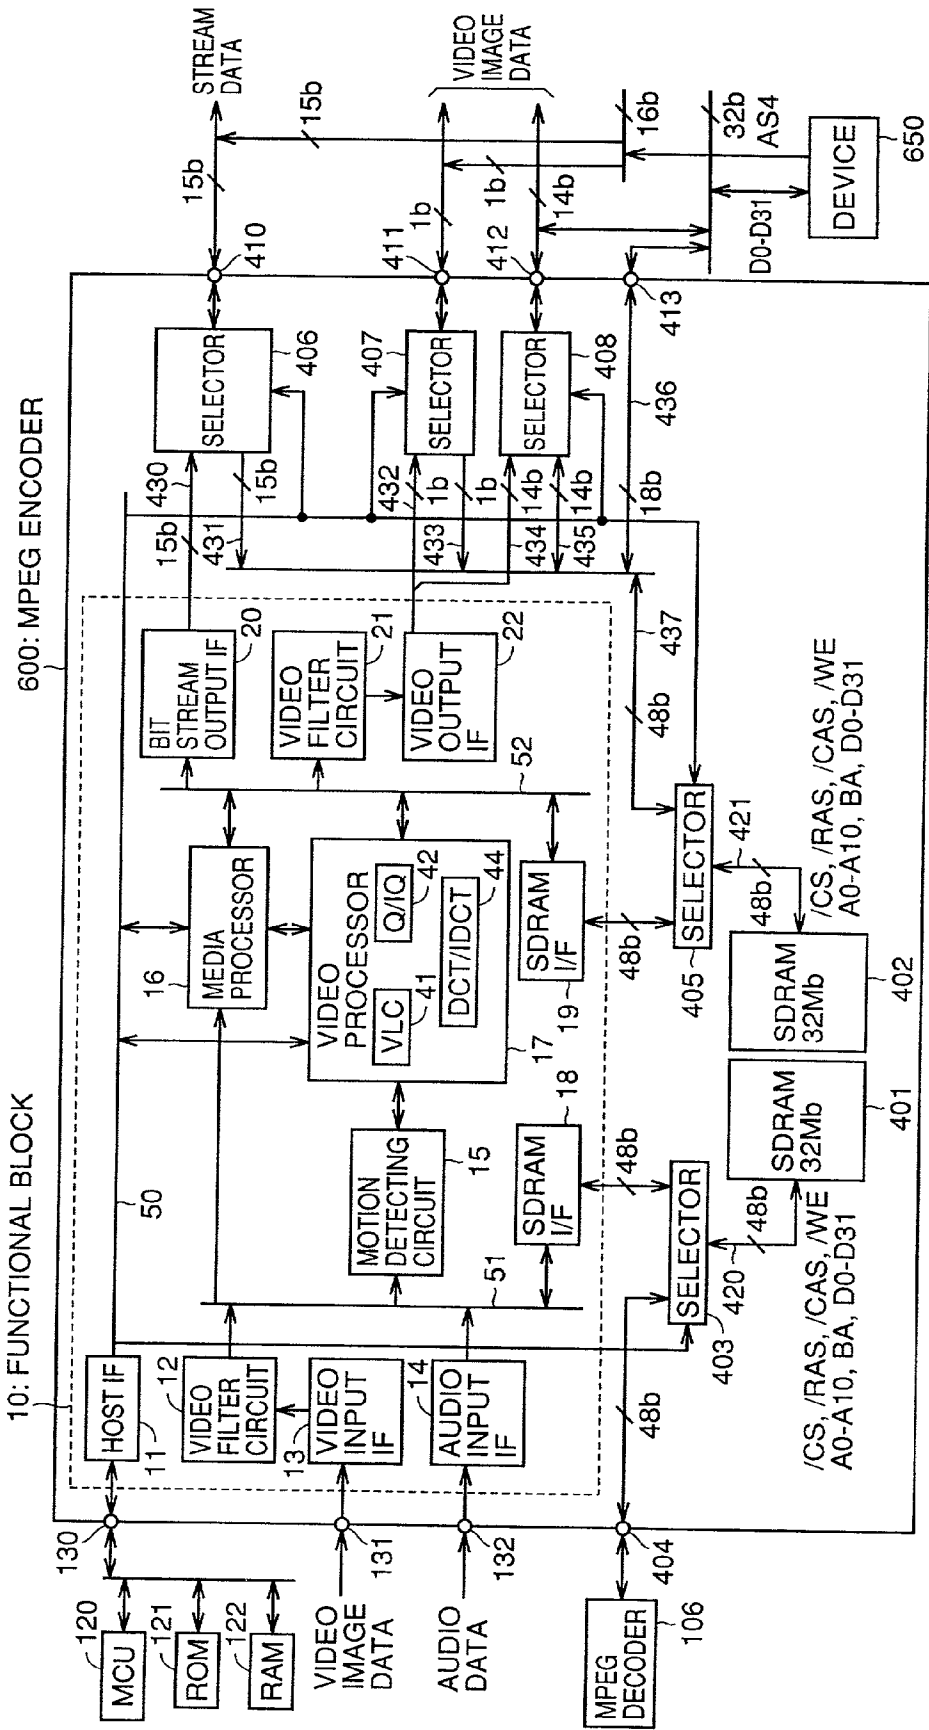 600: MPEG ENCODER
10: FUNCTIONAL BLOCK
120
MCU
121
ROM
122
RAM
VIDEO
IMAGE
DATA
AUDIO
DATA
MPEG
DECODER
106
130
131
132
404
HOST IF
11
12
VIDEO
FILTER
CIRCUIT
13
VIDEO
INPUT
IF
14
AUDIO
INPUT
IF
50
51
MOTION
DETECTING
CIRCUIT
15
16
MEDIA
PROCESSOR
VIDEO
PROCESSOR
VLC
41
Q/IQ
42
DCT/IDCT
44
17
SDRAM
I/F
18
SDRAM
I/F
19
52
BIT
STREAM
OUTPUT IF
20
VIDEO
FILTER
CIRCUIT
21
VIDEO
OUTPUT
IF
22
15b
430
431
15b
432
1b
433
1b
434
14b
435
14b
18b
436
437
48b
SELECTOR
406
SELECTOR
407
SELECTOR
408
410
411
412
413
15b
STREAM
DATA
15b
1b
1b
14b
VIDEO
IMAGE
DATA
16b
32b
AS4
D0-D31
DEVICE
650
48b
48b
SELECTOR
403
420
48b
/CS, /RAS, /CAS, /WE
A0-A10, BA, D0-D31
SDRAM
32Mb
401
48b
SELECTOR
405
421
48b
/CS, /RAS, /CAS, /WE
A0-A10, BA, D0-D31
SDRAM
32Mb
402